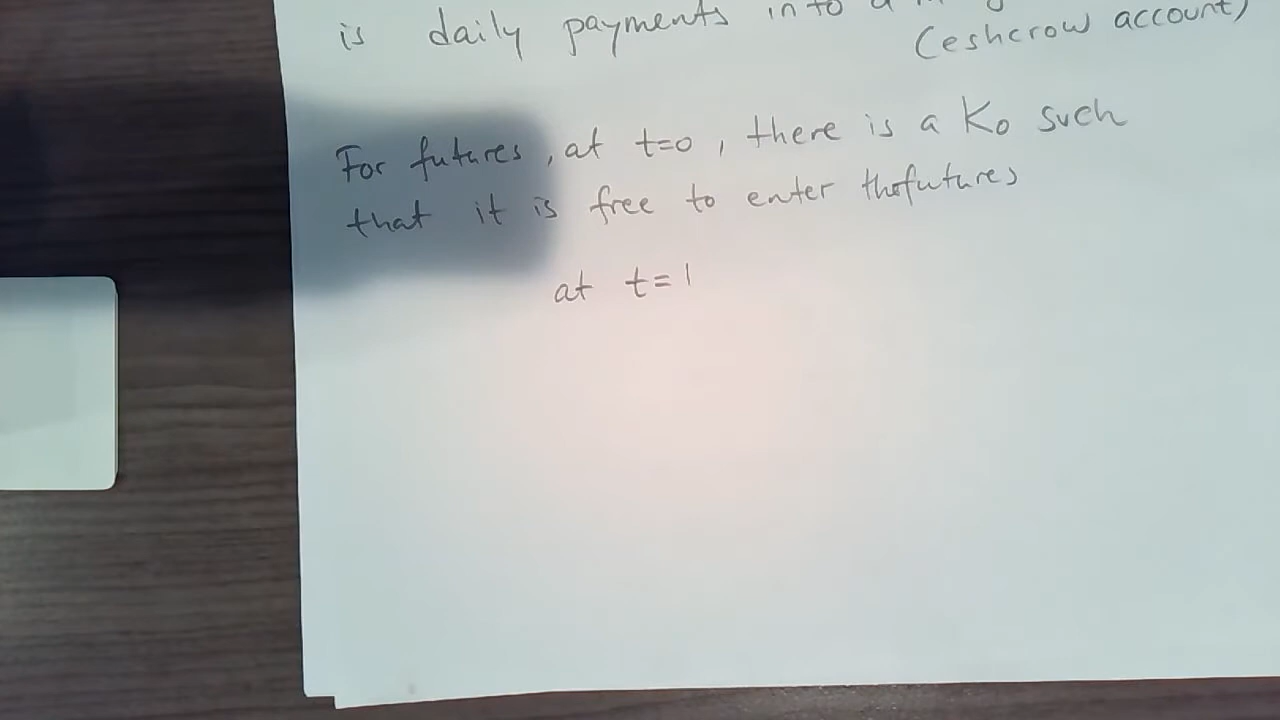 is daily payments into a
(eshcrow account)
For futures, at t=0, there is a K₀ such
that it is free to enter thefutures
at t=1